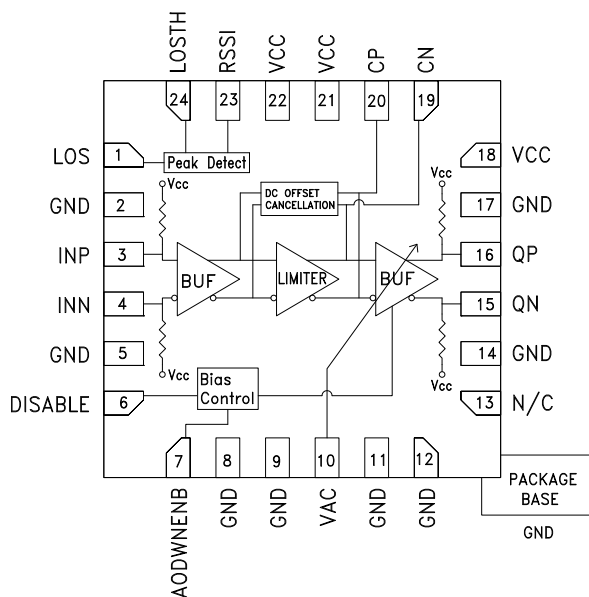 LOSTH
RSSI
VCC
VCC
CP
CN
24
23
22
21
20
19
LOS
1
Peak Detect
18
VCC
GND
2
Vcc
DC OFFSET
CANCELLATION
Vcc
17
GND
INP
3
16
QP
BUF
LIMITER
BUF
INN
4
15
QN
GND
5
14
GND
Vcc
Bias
Control
Vcc
DISABLE
6
13
N/C
7
8
9
10
11
12
AODWNENB
GND
GND
VAC
GND
GND
PACKAGE
BASE
GND